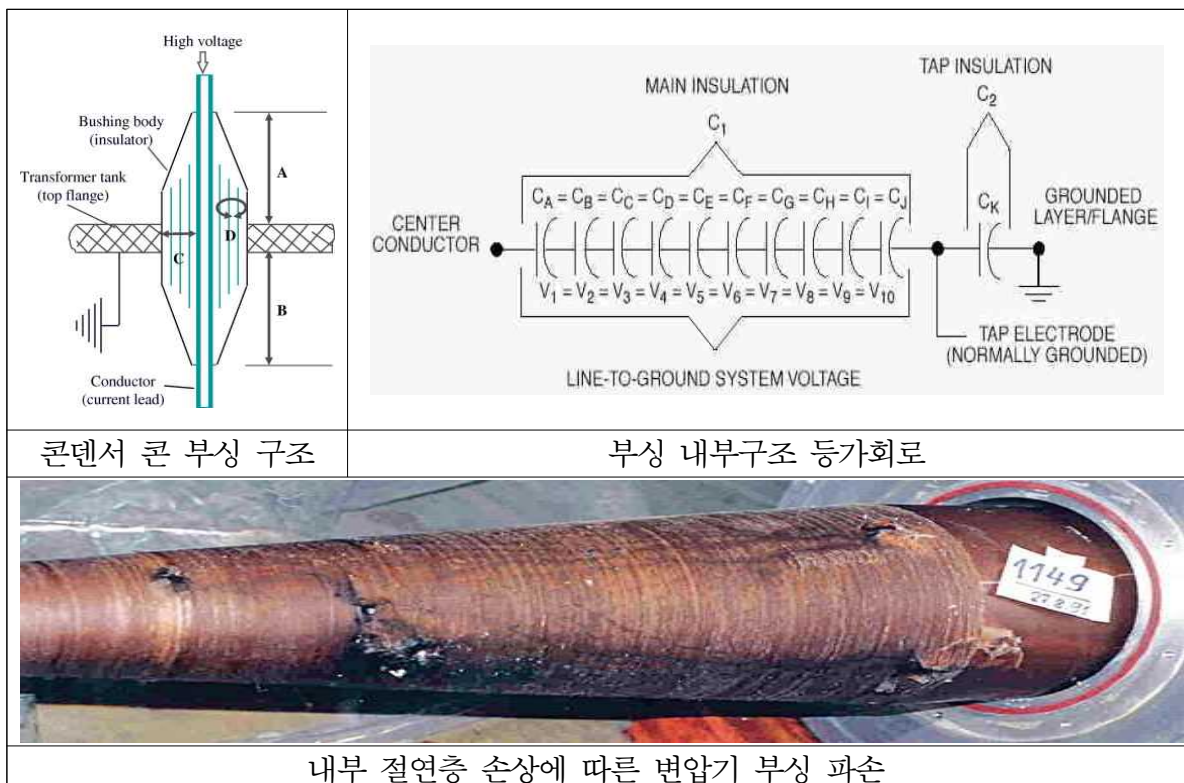 High voltage
Bushing body
(insulator)
Transformer tank
(top flange)
A
D
C
B
Conductor
(current lead)
콘덴서 콘 부싱 구조
MAIN INSULATION
C1
TAP INSULATION
C2
CA = CB = CC = CD = CE = CF = CG = CH = CI = CJ
CK
GROUNDED
LAYER/FLANGE
CENTER
CONDUCTOR
V1 = V2 = V3 = V4 = V5 = V6 = V7 = V8 = V9 = V10
TAP ELECTRODE
(NORMALLY GROUNDED)
LINE-TO-GROUND SYSTEM VOLTAGE
부싱 내부구조 등가회로
1149
27.8.91
내부 절연층 손상에 따른 변압기 부싱 파손